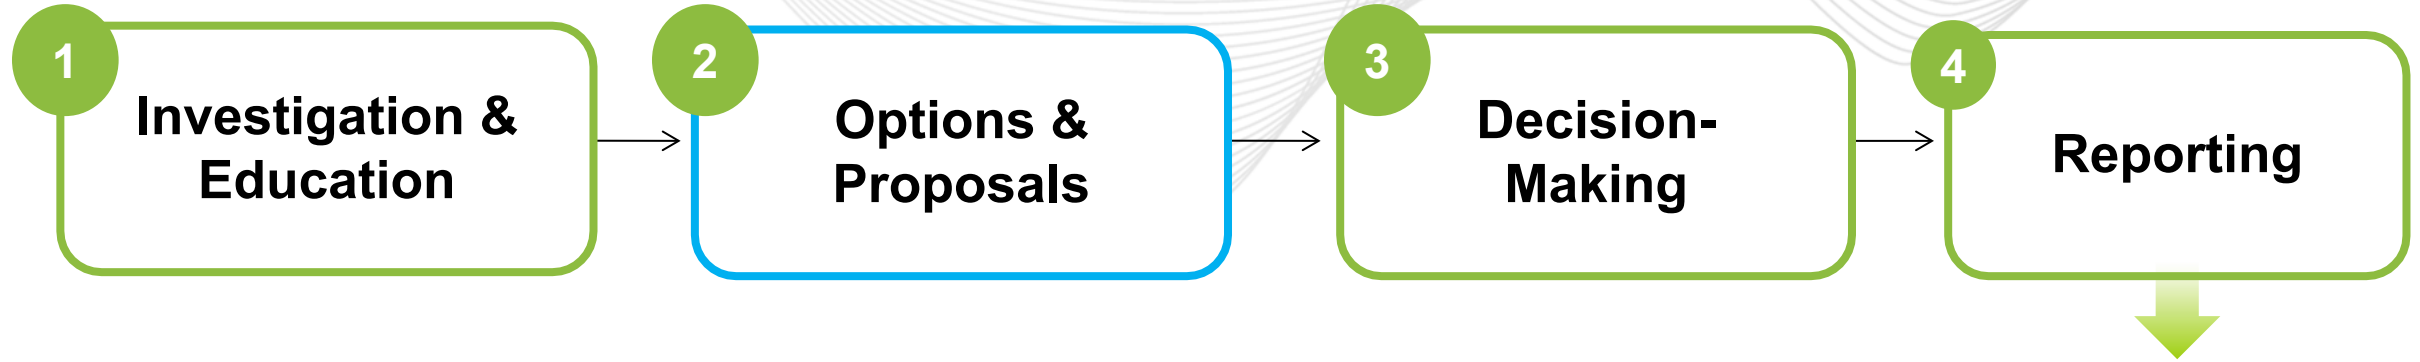 1
Investigation &
Education
2
Options &
Proposals
3
Decision-
Making
4
Reporting